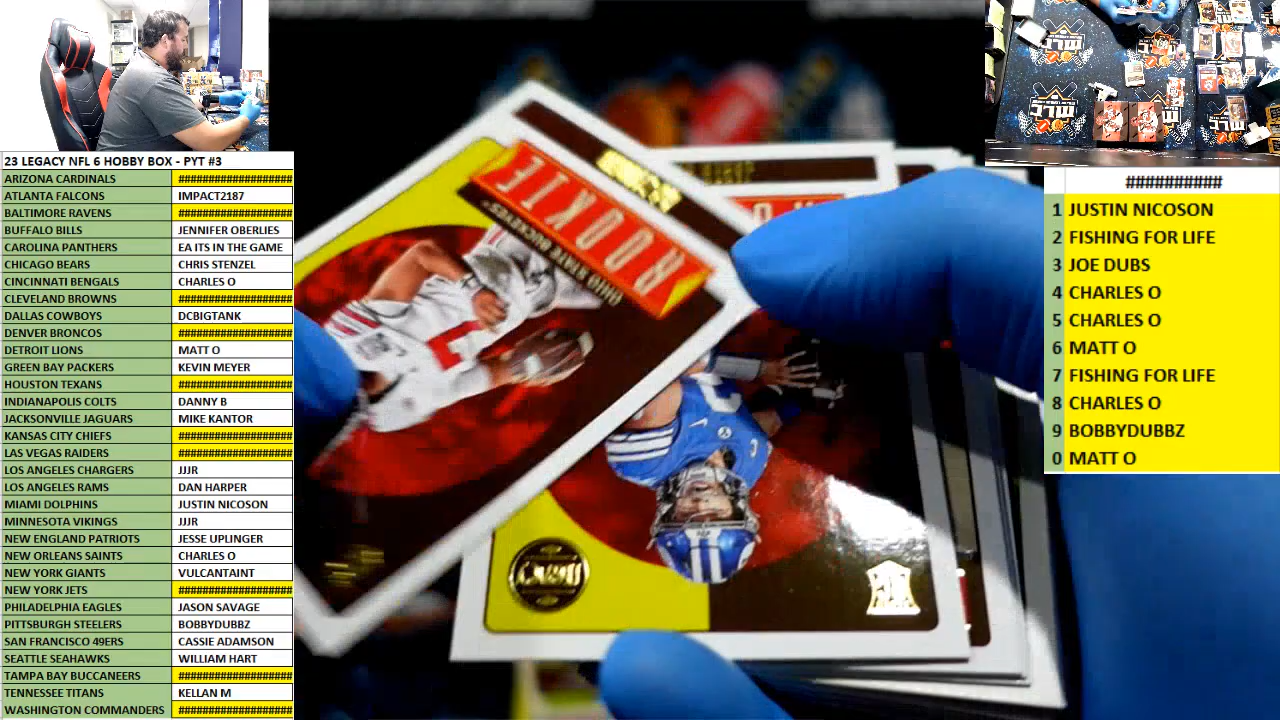 23 LEGACY NFL 6 HOBBY BOX - PYT #3
ARIZONA CARDINALS ###################
ATLANTA FALCONS IMPACT2187
BALTIMORE RAVENS ###################
BUFFALO BILLS JENNIFER OBERLIES
CAROLINA PANTHERS EA ITS IN THE GAME
CHICAGO BEARS CHRIS STENZEL
CINCINNATI BENGALS CHARLES O
CLEVELAND BROWNS ###################
DALLAS COWBOYS DCBIGTANK
DENVER BRONCOS ###################
DETROIT LIONS MATT O
GREEN BAY PACKERS KEVIN MEYER
HOUSTON TEXANS ###################
INDIANAPOLIS COLTS DANNY B
JACKSONVILLE JAGUARS MIKE KANTOR
KANSAS CITY CHIEFS ###################
LAS VEGAS RAIDERS ###################
LOS ANGELES CHARGERS JJJR
LOS ANGELES RAMS DAN HARPER
MIAMI DOLPHINS JUSTIN NICOSON
MINNESOTA VIKINGS JJJR
NEW ENGLAND PATRIOTS JESSE UPLINGER
NEW ORLEANS SAINTS CHARLES O
NEW YORK GIANTS VULCANTAINT
NEW YORK JETS ###################
PHILADELPHIA EAGLES JASON SAVAGE
PITTSBURGH STEELERS BOBBYDUBBZ
SAN FRANCISCO 49ERS CASSIE ADAMSON
SEATTLE SEAHAWKS WILLIAM HART
TAMPA BAY BUCCANEERS ###################
TENNESSEE TITANS KELLAN M
WASHINGTON COMMANDERS ###################
ROOKIE
OHIO STATE BUCKEYES
##########
1 JUSTIN NICOSON
2 FISHING FOR LIFE
3 JOE DUBS
4 CHARLES O
5 CHARLES O
6 MATT O
7 FISHING FOR LIFE
8 CHARLES O
9 BOBBYDUBBZ
0 MATT O